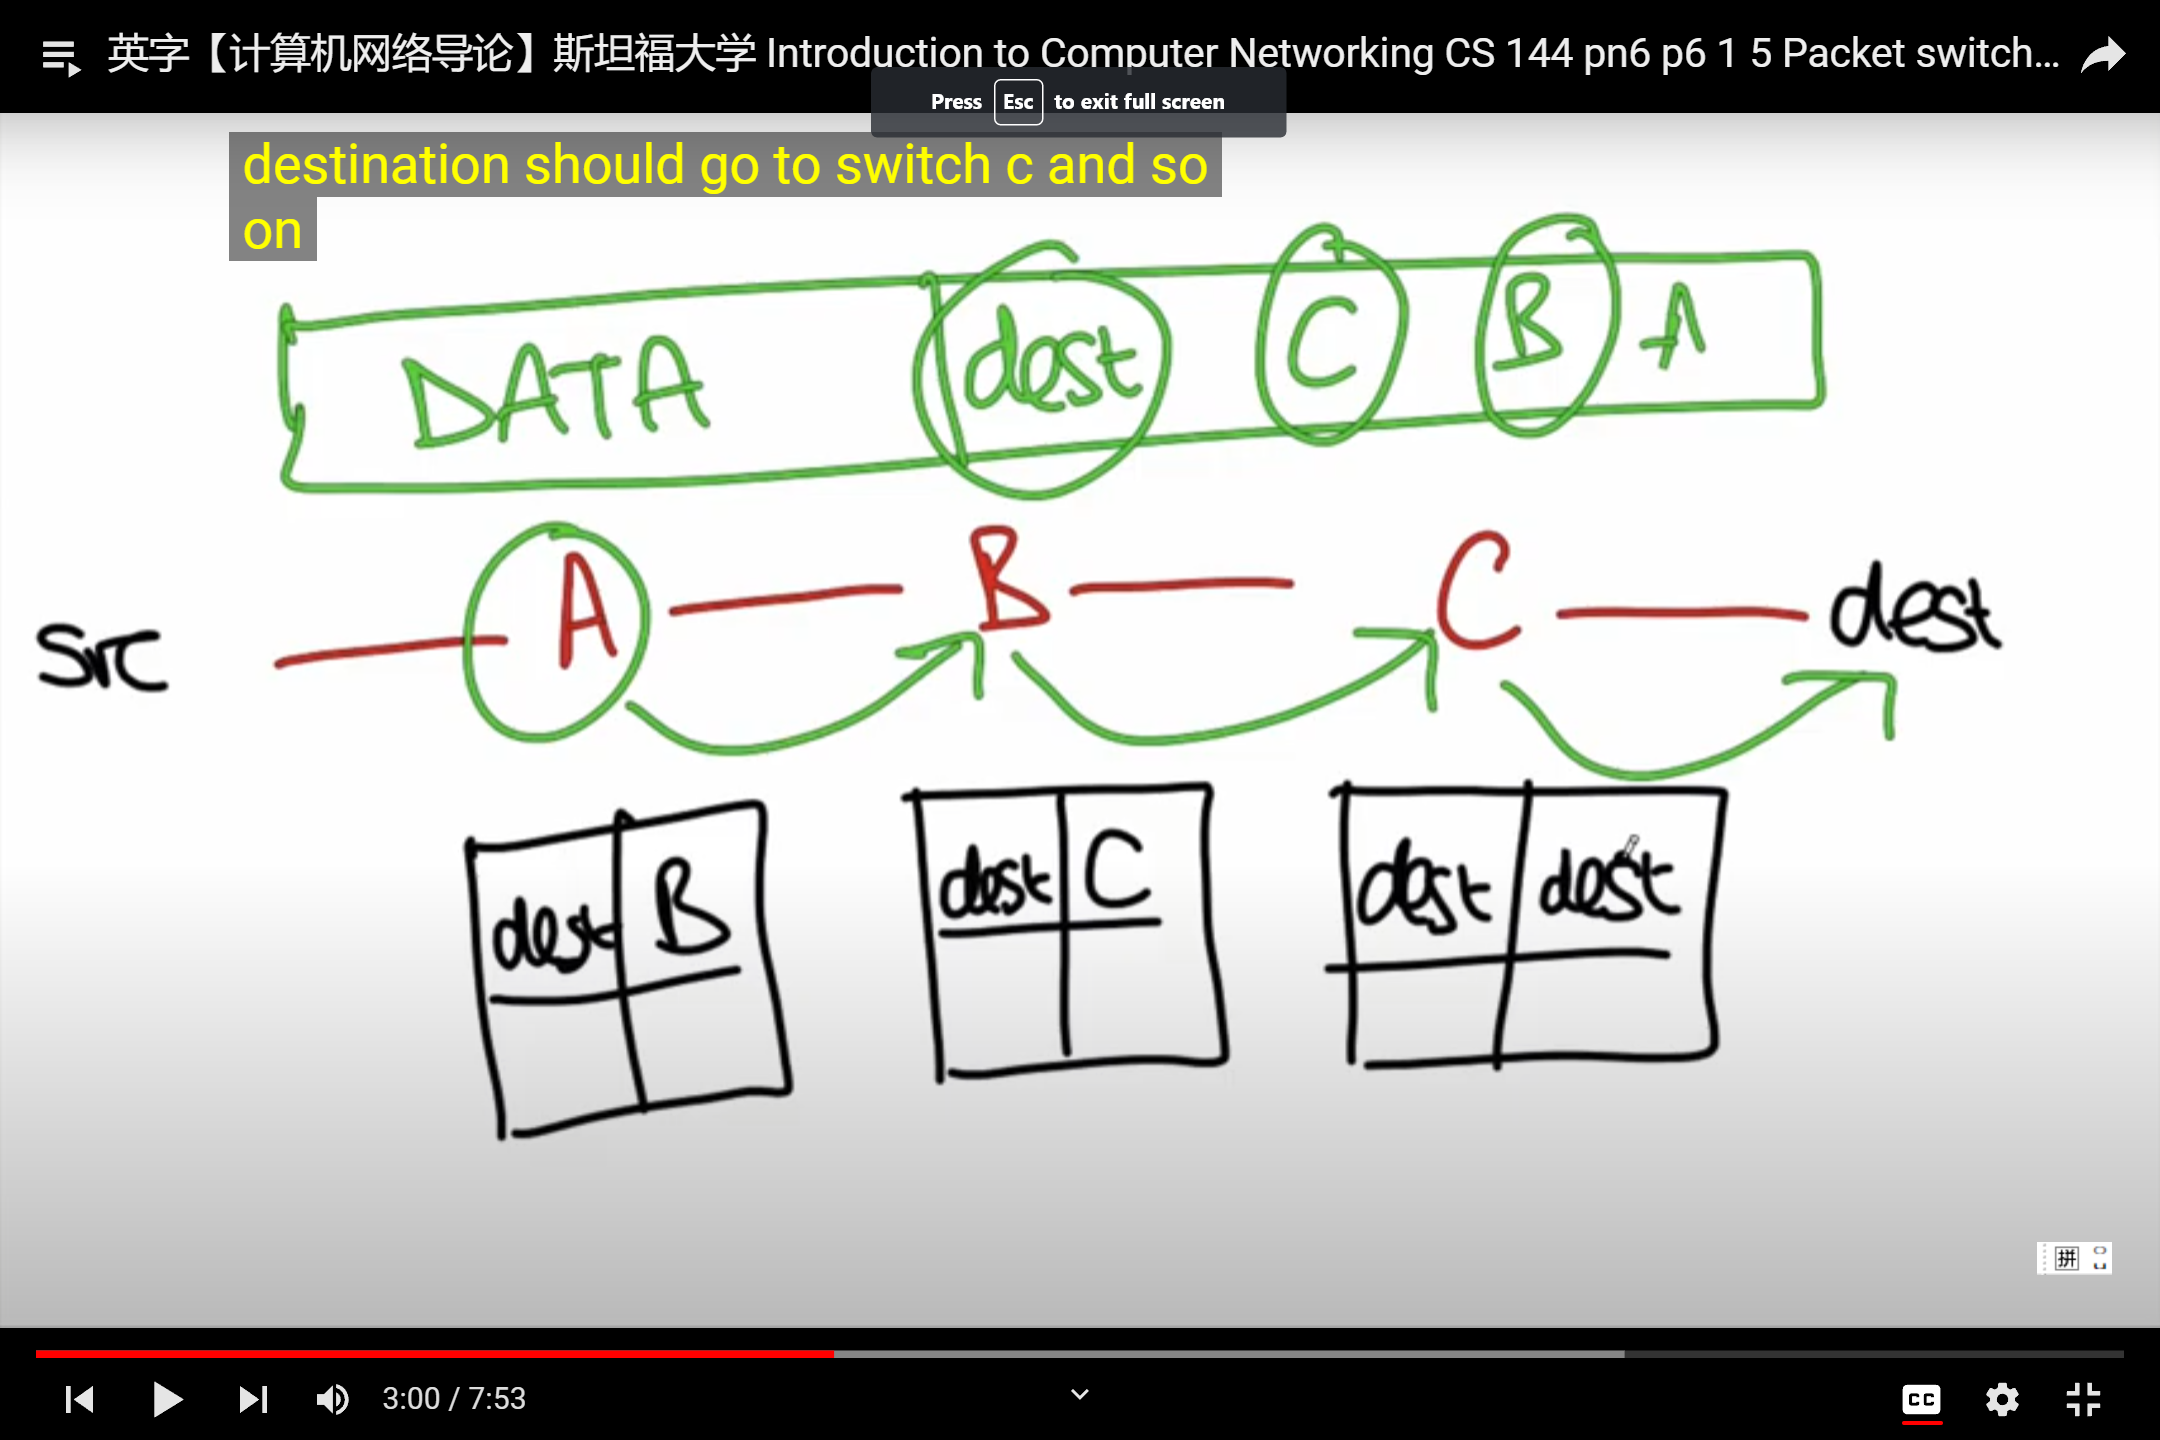 英字【计算机网络导论】斯坦福大学 Introduction to Computer Networking CS 144 pn6 p6 1 5 Packet switch...
Press Esc to exit full screen
destination should go to switch c and so
on
DATA dest C B A
src A B C dest
dest B
dest C
dest dest
拼
3:00 / 7:53
CC